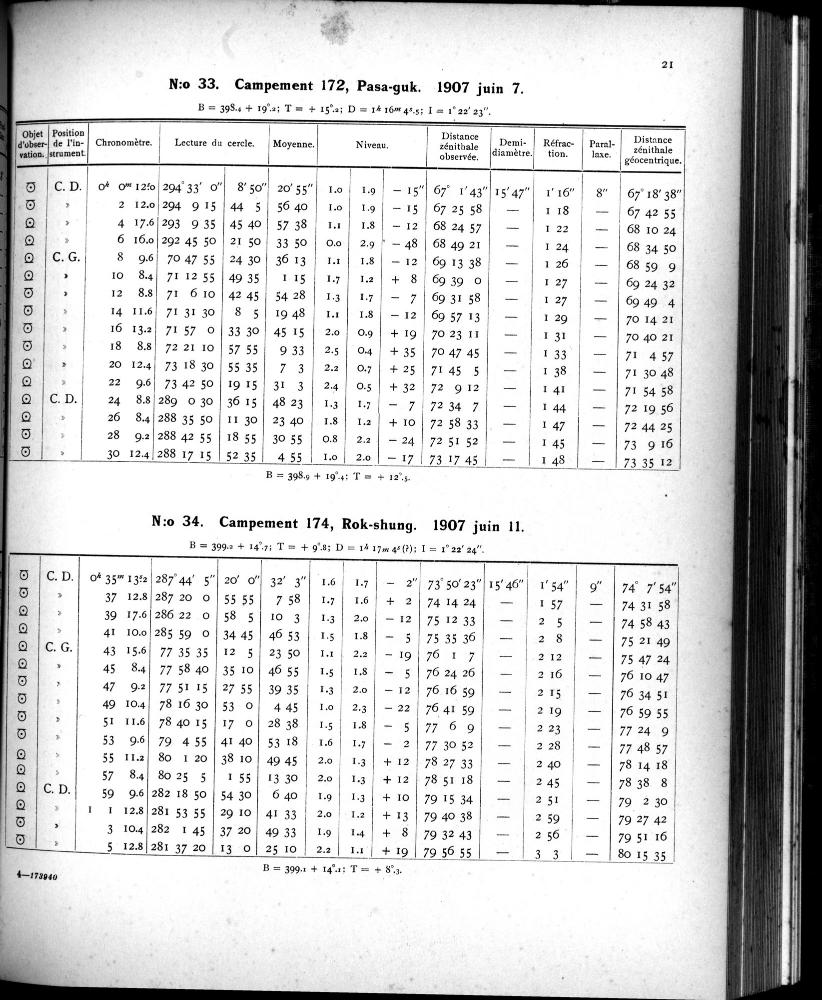 21
N:o 33. Campement 172, Pasa-guk. 1907 juin 7.
B = 398.4 + 19°.2; T = + 15°.2; D = 1h 16m 4s.5; I = 1° 22′ 23″.
Objet d'observation. Position de l'instrument. Chronomètre. Lecture du cercle. Moyenne. Niveau. Distance zénithale observée. Demi-diamètre. Réfraction. Parallaxe. Distance zénithale géocentrique.
C. D. 0h 0m 12s.0 294° 33′ 0″ 8′ 50″ 20′ 55″ 1.0 1.9 — 15″ 67° 1′ 43″ 15′ 47″ 1′ 16″ 8″ 67° 18′ 38″
» 2 12.0 294 9 15 44 5 56 40 1.0 1.9 — 15 67 25 58 — 1 18 — 67 42 55
» 4 17.6 293 9 35 45 40 57 38 1.1 1.8 — 12 68 24 57 — 1 22 — 68 10 24
» 6 16.0 292 45 50 21 50 33 50 0.0 2.9 — 48 68 49 21 — 1 24 — 68 34 50
C. G. 8 9.6 70 47 55 24 30 36 13 1.1 1.8 — 12 69 13 38 — 1 26 — 68 59 9
» 10 8.4 71 12 55 49 35 1 15 1.7 1.2 + 8 69 39 0 — 1 27 — 69 24 32
» 12 8.8 71 6 10 42 45 54 28 1.3 1.7 — 7 69 31 58 — 1 27 — 69 49 4
» 14 11.6 71 31 30 8 5 19 48 1.1 1.8 — 12 69 57 13 — 1 29 — 70 14 21
» 16 13.2 71 57 0 33 30 45 15 2.0 0.9 + 19 70 23 11 — 1 31 — 70 40 21
» 18 8.8 72 21 10 57 55 9 33 2.5 0.4 + 35 70 47 45 — 1 33 — 71 4 57
» 20 12.4 73 18 30 55 35 7 3 2.2 0.7 + 25 71 45 5 — 1 38 — 71 30 48
» 22 9.6 73 42 50 19 15 31 3 2.4 0.5 + 32 72 9 12 — 1 41 — 71 54 58
C. D. 24 8.8 289 0 30 36 15 48 23 1.3 1.7 — 7 72 34 7 — 1 44 — 72 19 56
» 26 8.4 288 35 50 11 30 23 40 1.8 1.2 + 10 72 58 33 — 1 47 — 72 44 25
» 28 9.2 288 42 55 18 55 30 55 0.8 2.2 — 24 72 51 52 — 1 45 — 73 9 16
» 30 12.4 288 17 15 52 35 4 55 1.0 2.0 — 17 73 17 45 — 1 48 — 73 35 12
B = 398.9 + 19°.4; T = + 12°.5.
N:o 34. Campement 174, Rok-shung. 1907 juin 11.
B = 399.2 + 14°.7; T = + 9°.8; D = 1h 17m 4s (?); I = 1° 22′ 24″.
C. D. 0h 35m 13s.2 287° 44′ 5″ 20′ 0″ 32′ 3″ 1.6 1.7 — 2″ 73° 50′ 23″ 15′ 46″ 1′ 54″ 9″ 74° 7′ 54″
» 37 12.8 287 20 0 55 55 7 58 1.7 1.6 + 2 74 14 24 — 1 57 — 74 31 58
» 39 17.6 286 22 0 58 5 10 3 1.3 2.0 — 12 75 12 33 — 2 5 — 74 58 43
» 41 10.0 285 59 0 34 45 46 53 1.5 1.8 — 5 75 35 36 — 2 8 — 75 21 49
C. G. 43 15.6 77 35 35 12 5 23 50 1.1 2.2 — 19 76 1 7 — 2 12 — 75 47 24
» 45 8.4 77 58 40 35 10 46 55 1.5 1.8 — 5 76 24 26 — 2 16 — 76 10 47
» 47 9.2 77 51 15 27 55 39 35 1.3 2.0 — 12 76 16 59 — 2 15 — 76 34 51
» 49 10.4 78 16 30 53 0 4 45 1.0 2.3 — 22 76 41 59 — 2 19 — 76 59 55
» 51 11.6 78 40 15 17 0 28 38 1.5 1.8 — 5 77 6 9 — 2 23 — 77 24 9
» 53 9.6 79 4 55 41 40 53 18 1.6 1.7 — 2 77 30 52 — 2 28 — 77 48 57
» 55 11.2 80 1 20 38 10 49 45 2.0 1.3 + 12 78 27 33 — 2 40 — 78 14 18
» 57 8.4 80 25 5 1 55 13 30 2.0 1.3 + 12 78 51 18 — 2 45 — 78 38 8
C. D. 59 9.6 282 18 50 54 30 6 40 1.9 1.3 + 10 79 15 34 — 2 51 — 79 2 30
» 1 1 12.8 281 53 55 29 10 41 33 2.0 1.2 + 13 79 40 38 — 2 59 — 79 27 42
» 3 10.4 282 1 45 37 20 49 33 1.9 1.4 + 8 79 32 43 — 2 56 — 79 51 16
» 5 12.8 281 37 20 13 0 25 10 2.2 1.1 + 19 79 56 55 — 3 3 — 80 15 35
B = 399.1 + 14°.1; T = + 8°.3.
4—173940